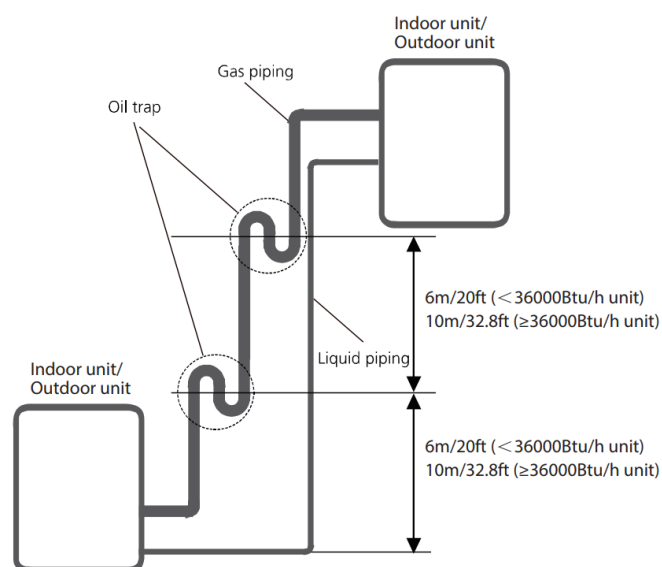 Indoor unit/
Outdoor unit
Gas piping
Oil trap
6m/20ft (＜36000Btu/h unit)
10m/32.8ft (≥36000Btu/h unit)
Liquid piping
Indoor unit/
Outdoor unit
6m/20ft (＜36000Btu/h unit)
10m/32.8ft (≥36000Btu/h unit)